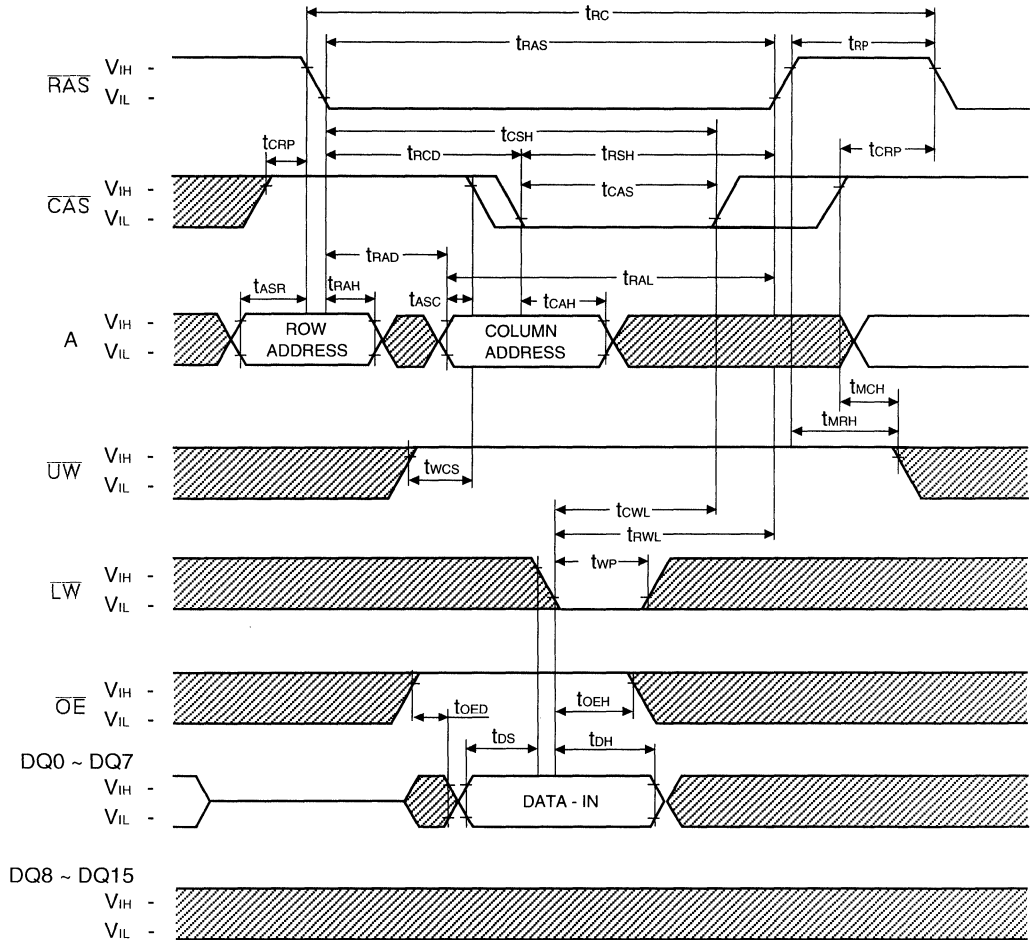 tRC
tRAS
tRP
RAS
VIH -
VIL -
tCSH
tCRP
tRCD
tRSH
tCRP
CAS
VIH -
VIL -
tCAS
tRAD
tRAL
tASR
tRAH
tASC
tCAH
A
VIH -
VIL -
ROW
ADDRESS
COLUMN
ADDRESS
tMCH
tMRH
UW
VIH -
VIL -
tWCS
tCWL
tRWL
LW
VIH -
VIL -
tWP
OE
VIH -
VIL -
tOED
tOEH
tDS
tDH
DQ0 ~ DQ7
VIH -
VIL -
DATA - IN
DQ8 ~ DQ15
VIH -
VIL -